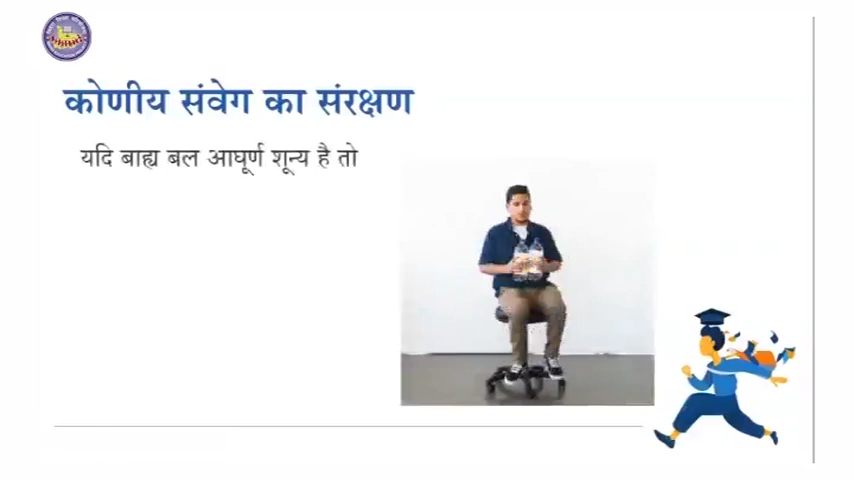 कोणीय संवेग का संरक्षण
यदि बाह्य बल आघूर्ण शून्य है तो